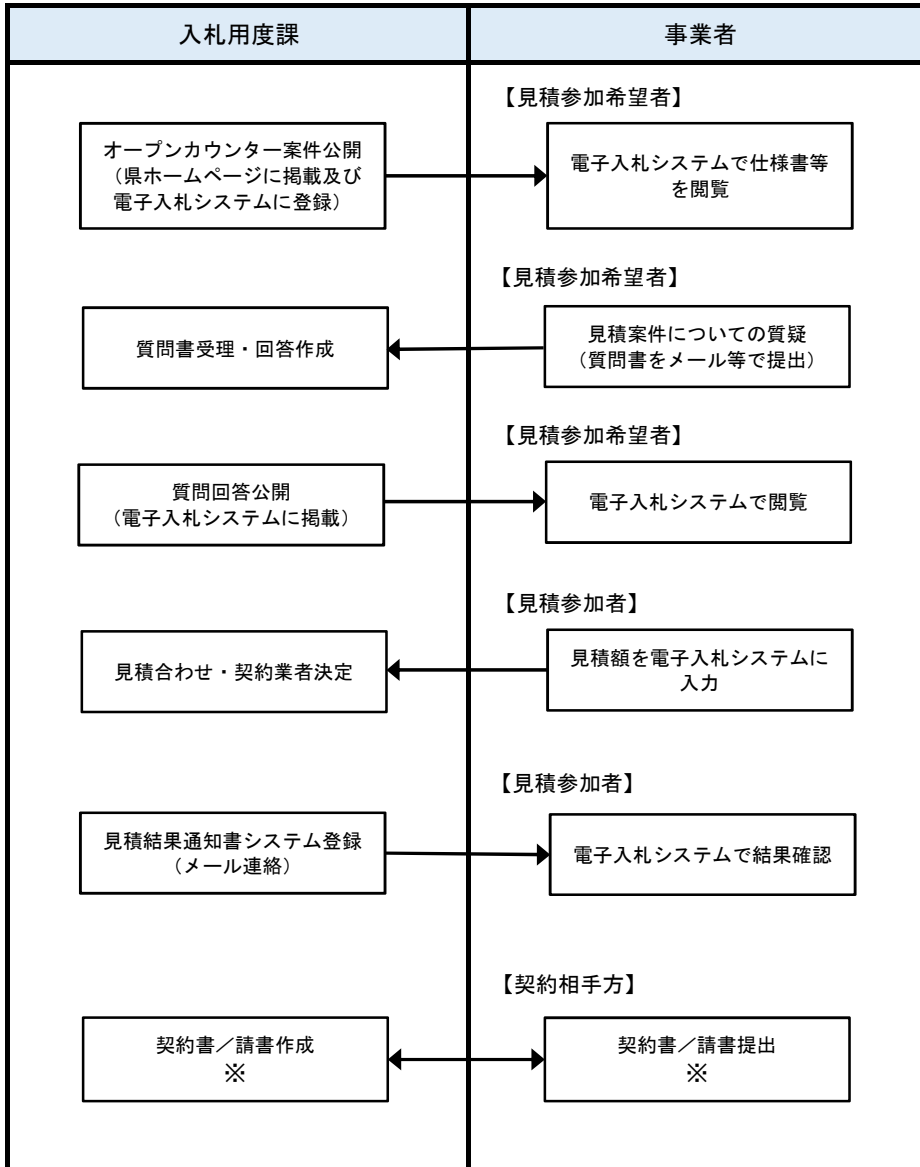 入札用度課
事業者
【見積参加希望者】
オープンカウンター案件公開
（県ホームページに掲載及び
電子入札システムに登録）
電子入札システムで仕様書等
を閲覧
【見積参加希望者】
質問書受理・回答作成
見積案件についての質疑
（質問書をメール等で提出）
【見積参加希望者】
質問回答公開
（電子入札システムに掲載）
電子入札システムで閲覧
【見積参加者】
見積合わせ・契約業者決定
見積額を電子入札システムに
入力
【見積参加者】
見積結果通知書システム登録
（メール連絡）
電子入札システムで結果確認
【契約相手方】
契約書／請書作成
※
契約書／請書提出
※